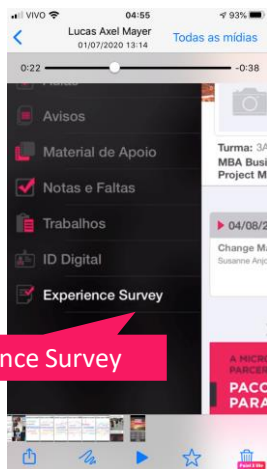 VIVO 04:55 93%
Lucas Axel Mayer
01/07/2020 13:14
Todas as mídias
0:22 -0:38
Avisos
Material de Apoio
Notas e Faltas
Trabalhos
ID Digital
Experience Survey
nce Survey
Turma: 3A
MBA Busi
Project M
04/08/2
Change Ma
Susanne Anjo
A MICRO
PARCER
PACO
PARA